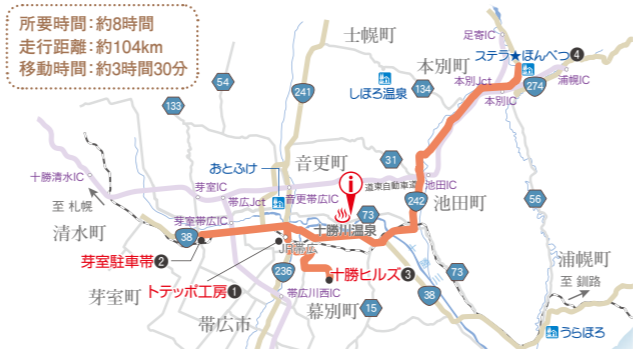 所要時間：約8時間
走行距離：約104km
移動時間：約3時間30分
士幌町
足寄IC
ステラ★ほんべつ❹
本別町
本別Jct
浦幌IC
274
本別IC
しほろ温泉
134
54
241
133
31
おとふけ
音更町
十勝清水IC
芽室IC
道東自動車道
池田IC
至 札幌
帯広Jct
音更帯広IC
242
池田町
56
73
芽室帯広IC
十勝川温泉
清水町
38
JR帯広
浦幌町
芽室駐車帯❷
73
236
十勝ヒルズ❸
至 釧路
トテッポ工房❶
38
芽室町
帯広川西IC
幕別町
15
帯広市
うらほろ